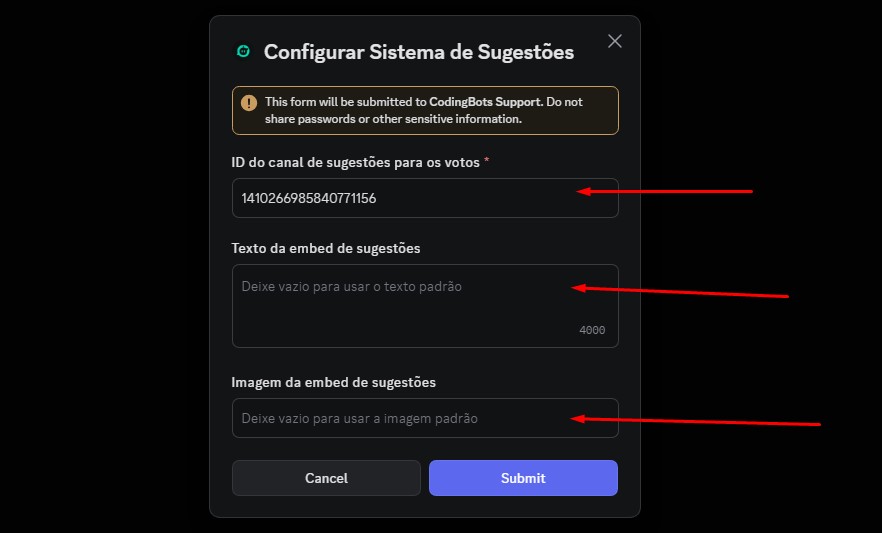 Configurar Sistema de Sugestões
This form will be submitted to CodingBots Support. Do not
share passwords or other sensitive information.
ID do canal de sugestões para os votos *
1410266985840771156
Texto da embed de sugestões
Deixe vazio para usar o texto padrão
4000
Imagem da embed de sugestões
Deixe vazio para usar a imagem padrão
Cancel
Submit